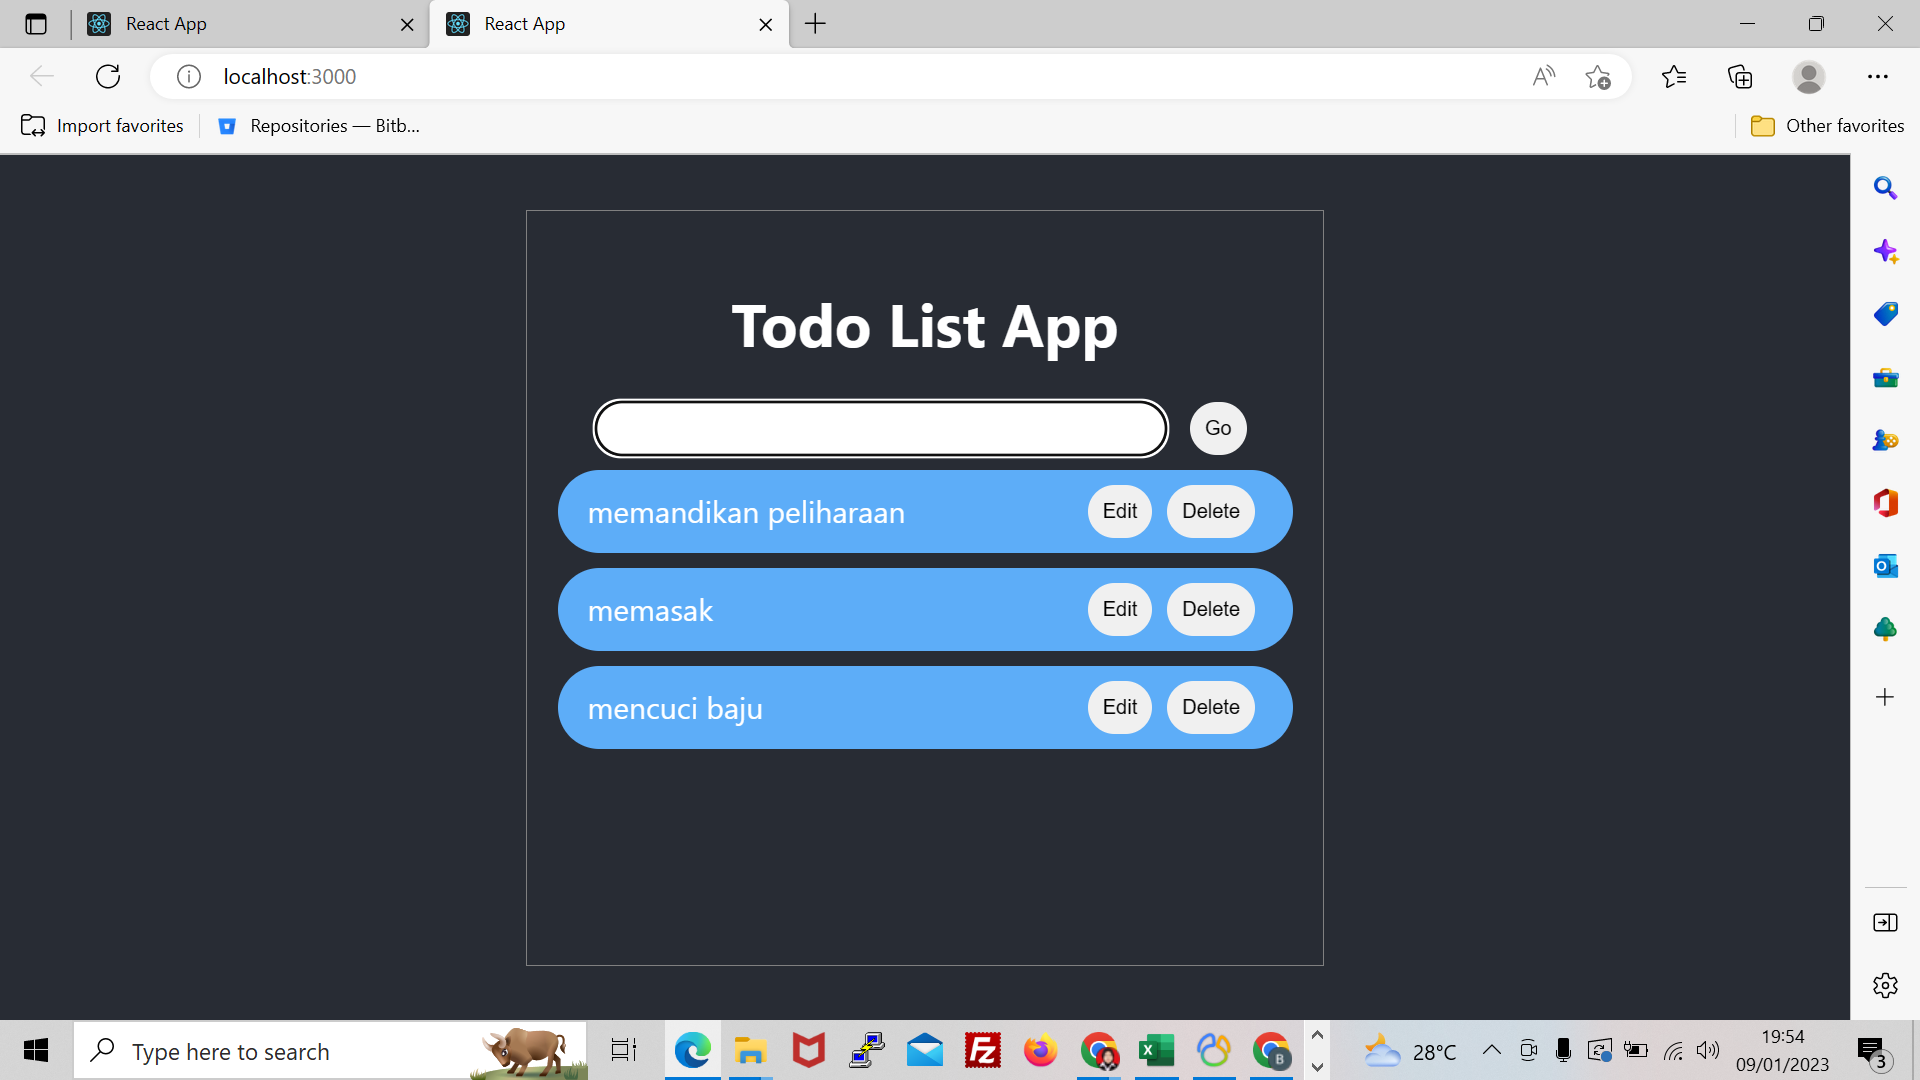 React App
React App
localhost:3000
Import favorites
Repositories — Bitb...
Other favorites
Todo List App
Go
memandikan peliharaan
Edit
Delete
memasak
Edit
Delete
mencuci baju
Edit
Delete
Type here to search
28°C
19:54
09/01/2023
3